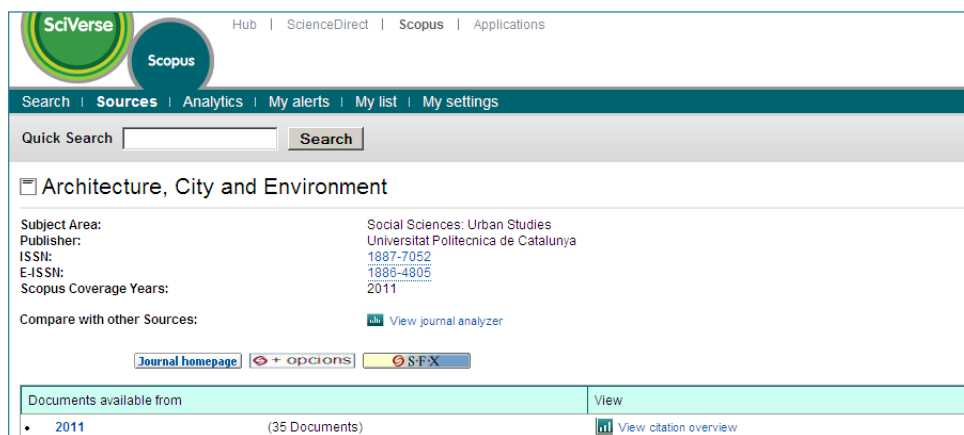 SciVerse
Hub | ScienceDirect | Scopus | Applications
Scopus
Search | Sources | Analytics | My alerts | My list | My settings
Quick Search Search
Architecture, City and Environment
Subject Area: Social Sciences: Urban Studies
Publisher: Universitat Politecnica de Catalunya
ISSN: 1887-7052
E-ISSN: 1886-4805
Scopus Coverage Years: 2011
Compare with other Sources: View journal analyzer
Journal homepage + opcions S·F·X
Documents available from View
• 2011 (35 Documents) View citation overview